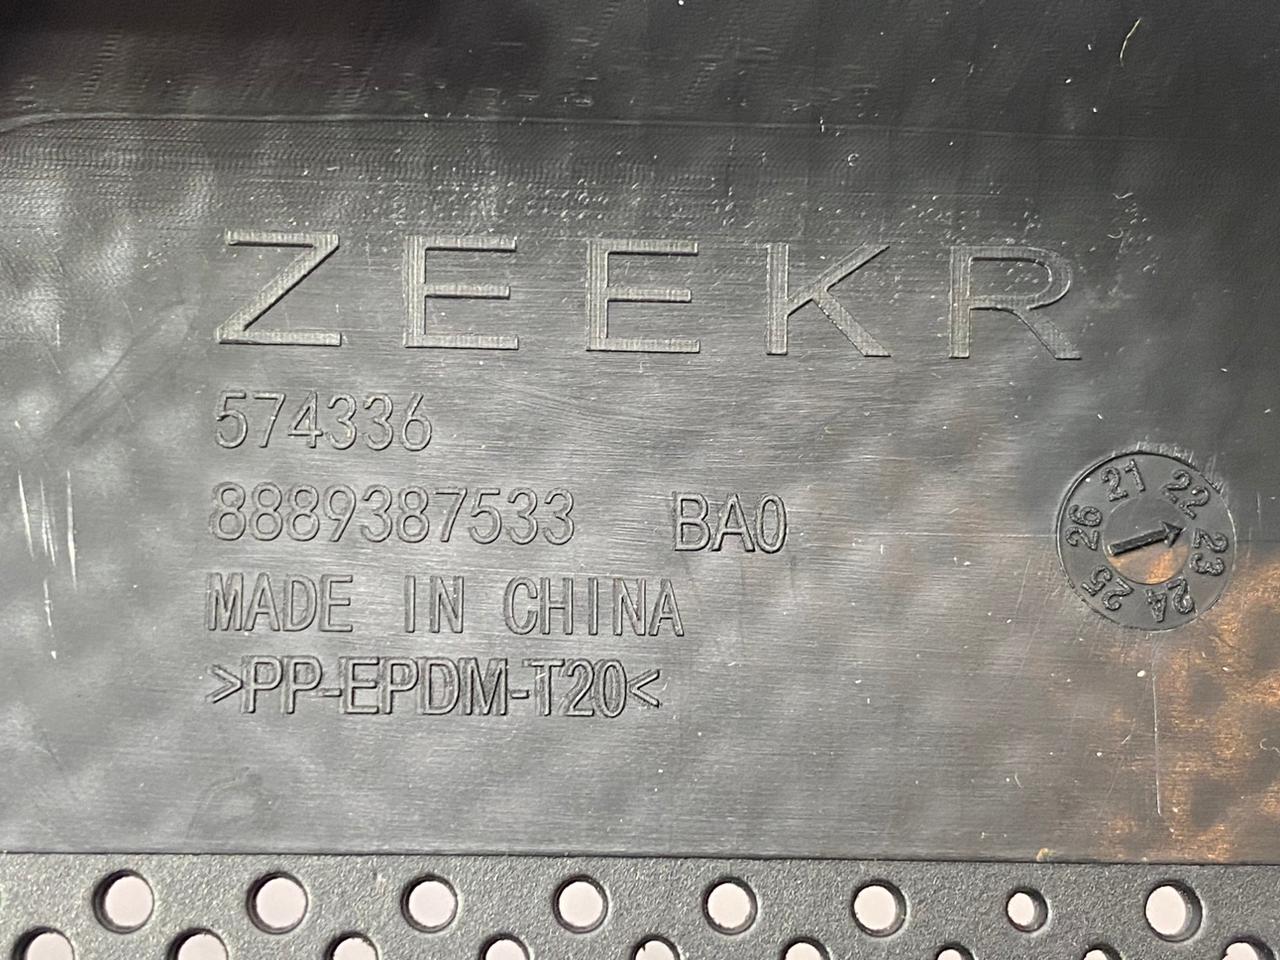 ZEEKR
574336
8889387533 BA0
MADE IN CHINA
>PP-EPDM-T20<
21 22 23 24 25 26